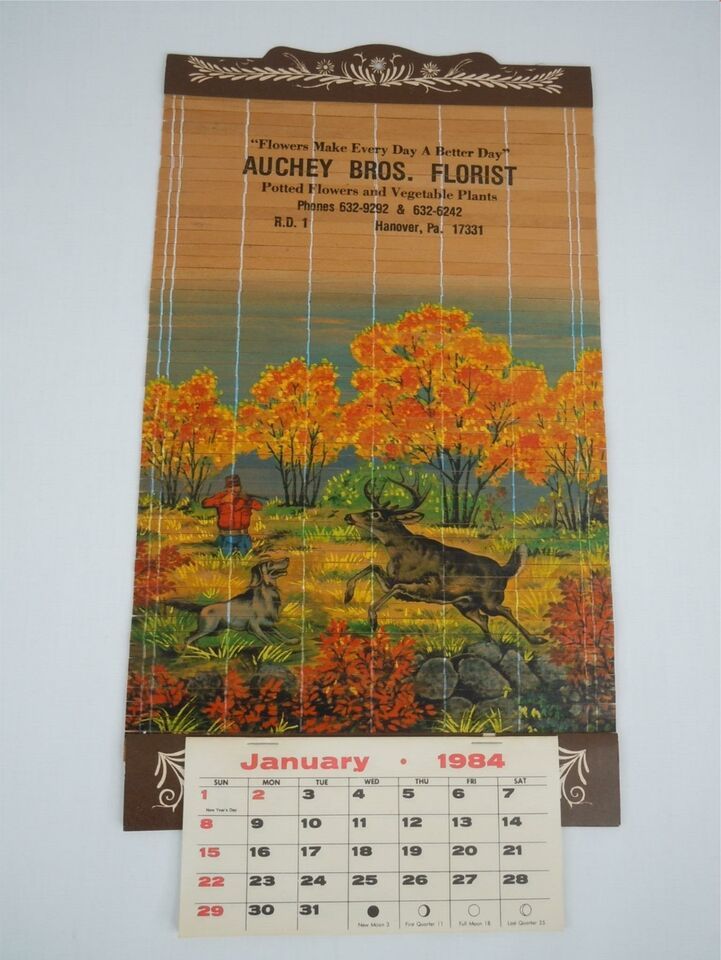 "Flowers Make Every Day A Better Day"
AUCHEY BROS. FLORIST
Potted Flowers and Vegetable Plants
Phones 632-9292 & 632-6242
R.D. 1 Hanover, Pa. 17331
January • 1984
SUN MON TUE WED THU FRI SAT
1 2 3 4 5 6 7
New Year's Day
8 9 10 11 12 13 14
15 16 17 18 19 20 21
22 23 24 25 26 27 28
29 30 31
New Moon 3 First Quarter 11 Full Moon 18 Last Quarter 25